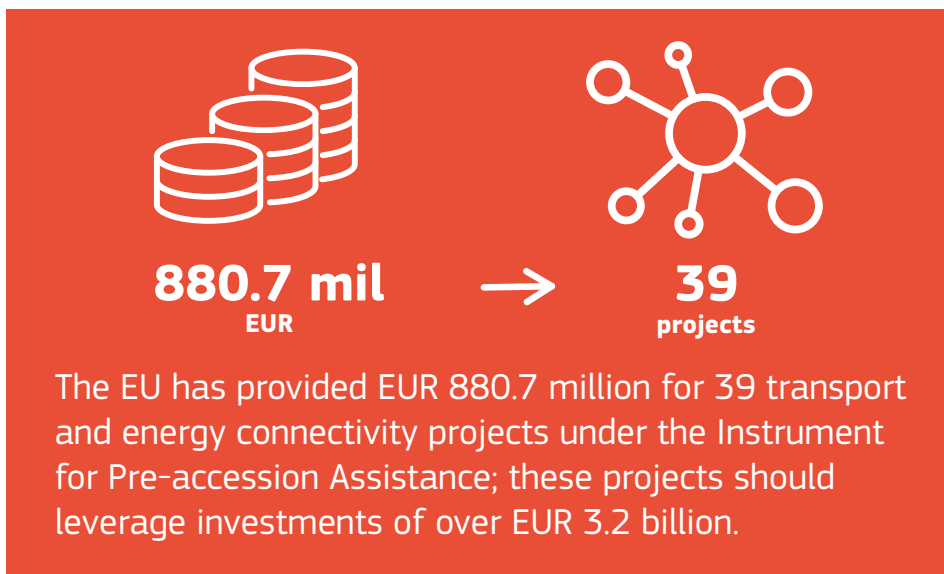 880.7 mil
EUR
39
projects
The EU has provided EUR 880.7 million for 39 transport
and energy connectivity projects under the Instrument
for Pre-accession Assistance; these projects should
leverage investments of over EUR 3.2 billion.